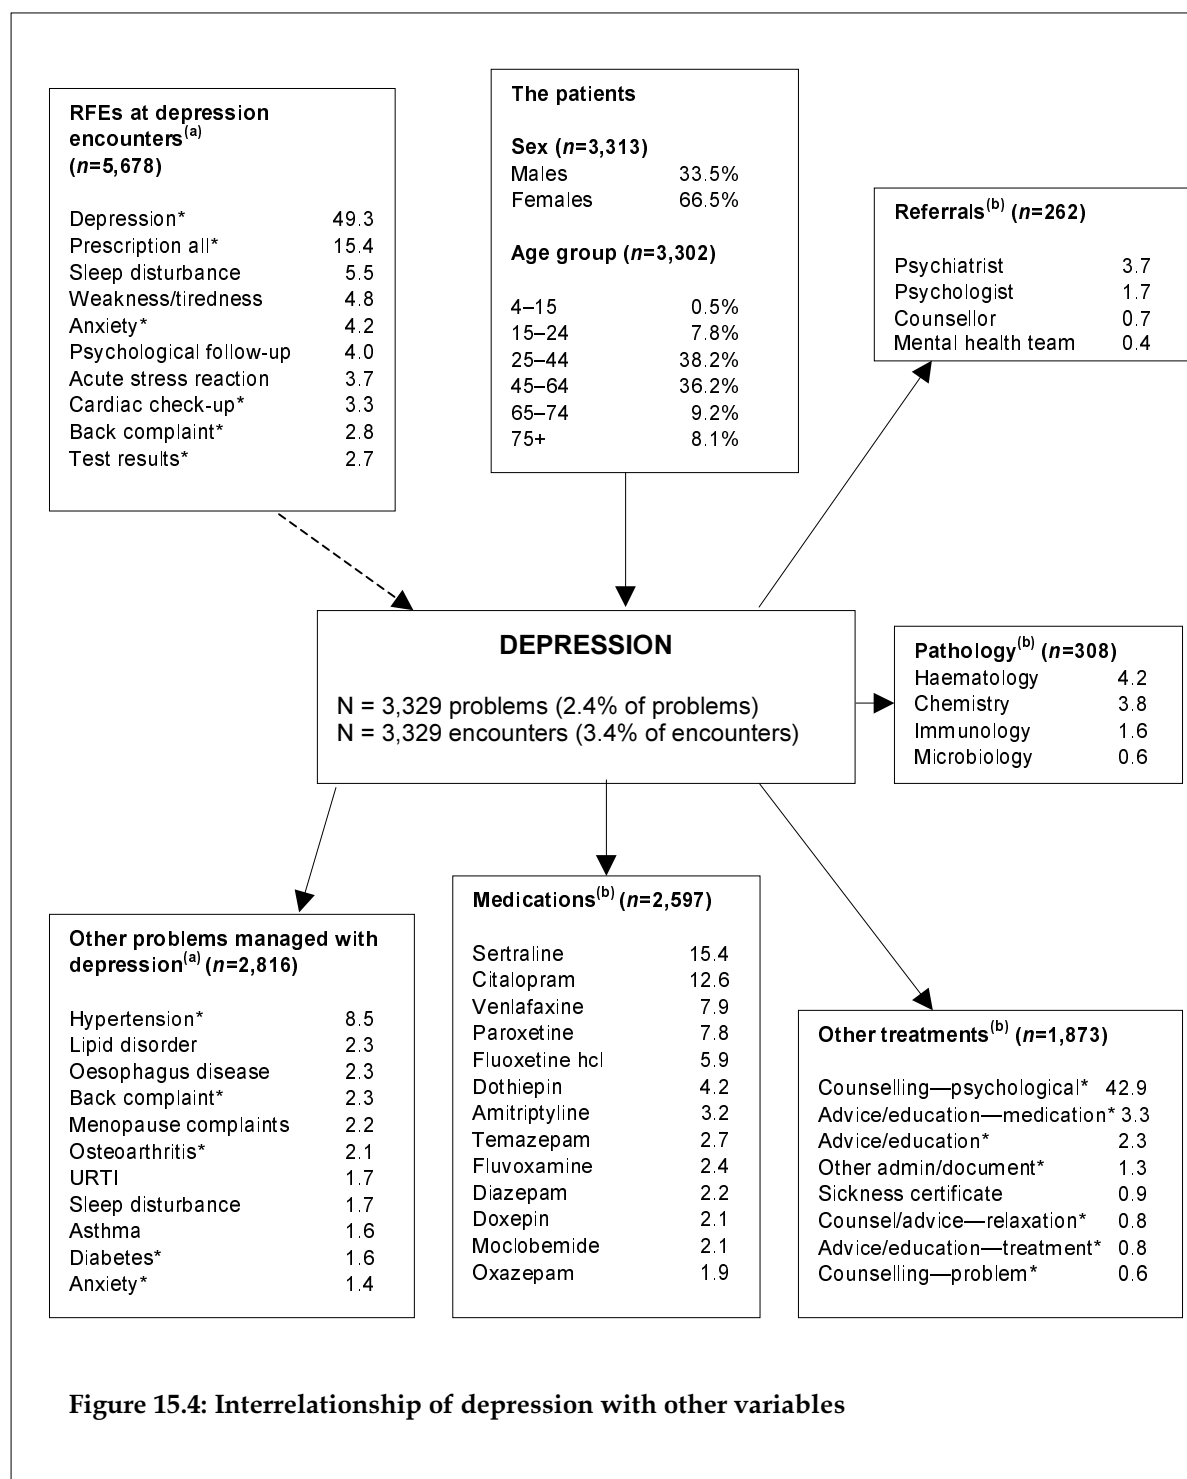 RFEs at depression
encounters(a)
(n=5,678)
Depression* 49.3
Prescription all* 15.4
Sleep disturbance 5.5
Weakness/tiredness 4.8
Anxiety* 4.2
Psychological follow-up 4.0
Acute stress reaction 3.7
Cardiac check-up* 3.3
Back complaint* 2.8
Test results* 2.7
The patients
Sex (n=3,313)
Males 33.5%
Females 66.5%
Age group (n=3,302)
4–15 0.5%
15–24 7.8%
25–44 38.2%
45–64 36.2%
65–74 9.2%
75+ 8.1%
Referrals(b) (n=262)
Psychiatrist 3.7
Psychologist 1.7
Counsellor 0.7
Mental health team 0.4
DEPRESSION
N = 3,329 problems (2.4% of problems)
N = 3,329 encounters (3.4% of encounters)
Pathology(b) (n=308)
Haematology 4.2
Chemistry 3.8
Immunology 1.6
Microbiology 0.6
Other problems managed with
depression(a) (n=2,816)
Hypertension* 8.5
Lipid disorder 2.3
Oesophagus disease 2.3
Back complaint* 2.3
Menopause complaints 2.2
Osteoarthritis* 2.1
URTI 1.7
Sleep disturbance 1.7
Asthma 1.6
Diabetes* 1.6
Anxiety* 1.4
Medications(b) (n=2,597)
Sertraline 15.4
Citalopram 12.6
Venlafaxine 7.9
Paroxetine 7.8
Fluoxetine hcl 5.9
Dothiepin 4.2
Amitriptyline 3.2
Temazepam 2.7
Fluvoxamine 2.4
Diazepam 2.2
Doxepin 2.1
Moclobemide 2.1
Oxazepam 1.9
Other treatments(b) (n=1,873)
Counselling—psychological* 42.9
Advice/education—medication* 3.3
Advice/education* 2.3
Other admin/document* 1.3
Sickness certificate 0.9
Counsel/advice—relaxation* 0.8
Advice/education—treatment* 0.8
Counselling—problem* 0.6
Figure 15.4: Interrelationship of depression with other variables